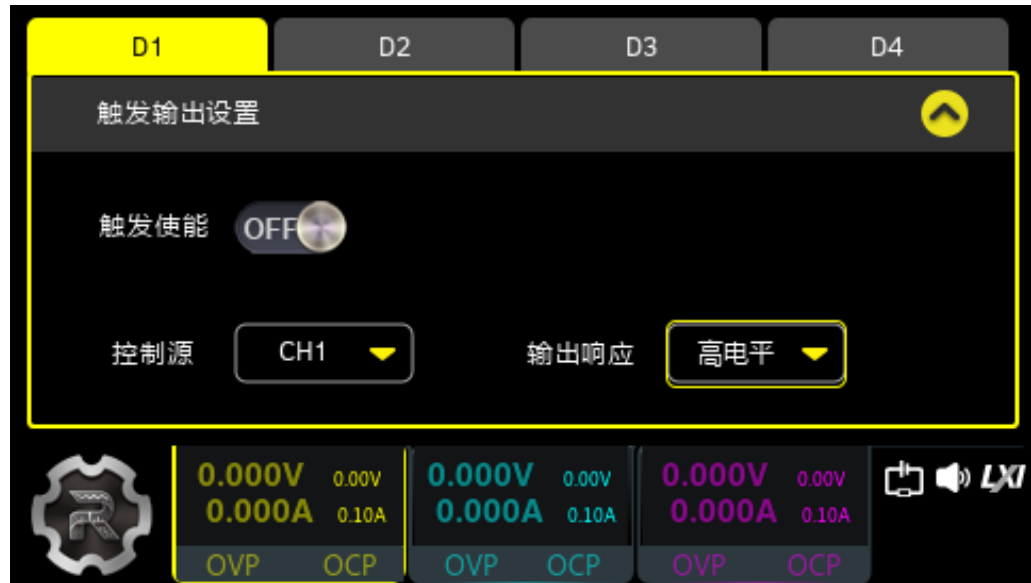 D1 D2 D3 D4
触发输出设置
触发使能 OFF
控制源 CH1 输出响应 高电平
0.000V 0.00V 0.000V 0.00V 0.000V 0.00V LXI
0.000A 0.10A 0.000A 0.10A 0.000A 0.10A
R
OVP OCP OVP OCP OVP OCP